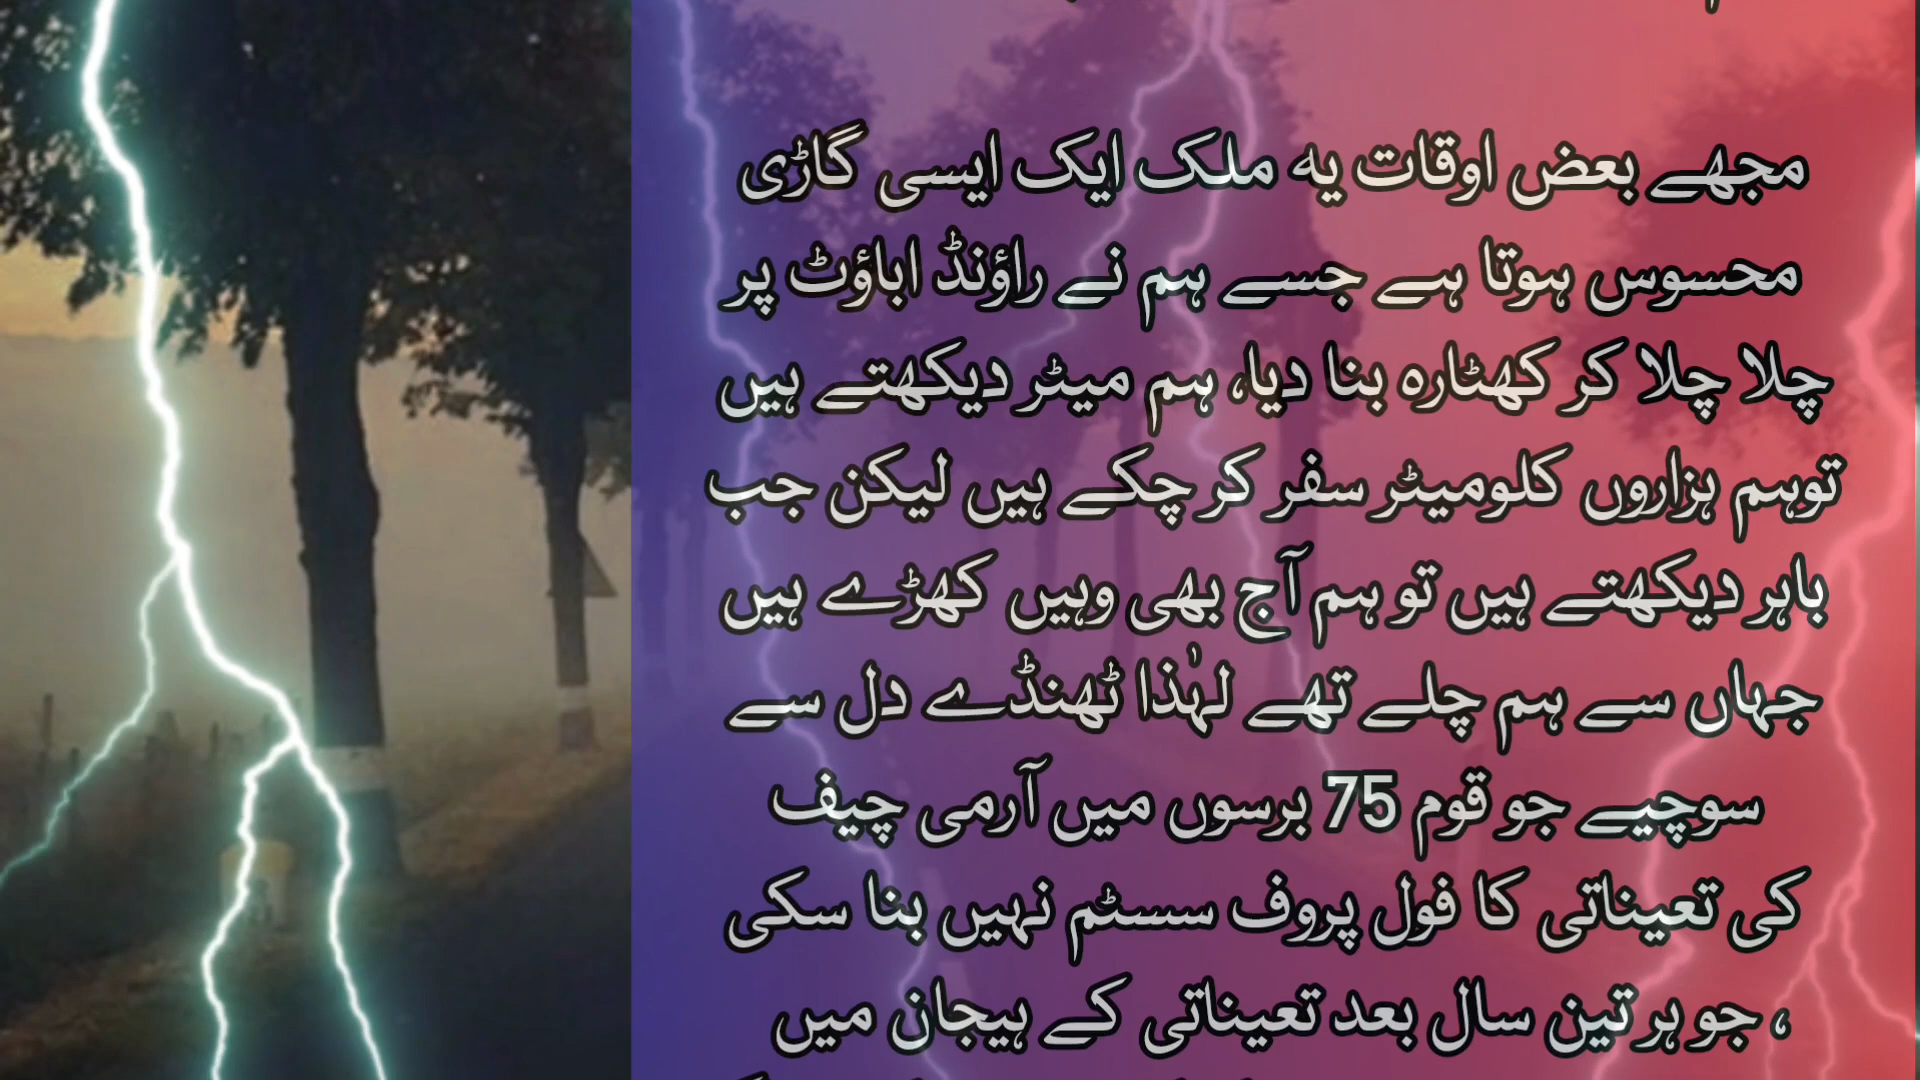 مجھے بعض اوقات یہ ملک ایک ایسی گاڑی
محسوس ہوتا ہے جسے ہم نے راؤنڈ اباؤٹ پر
چلا چلا کر کھٹارہ بنا دیا، ہم میٹر دیکھتے ہیں
توہم ہزاروں کلومیٹر سفر کر چکے ہیں لیکن جب
باہر دیکھتے ہیں تو ہم آج بھی وہیں کھڑے ہیں
جہاں سے ہم چلے تھے لہٰذا ٹھنڈے دل سے
سوچیے جو قوم 75 برسوں میں آرمی چیف
کی تعیناتی کا فول پروف سسٹم نہیں بنا سکی
، جو ہر تین سال بعد تعیناتی کے ہیجان میں